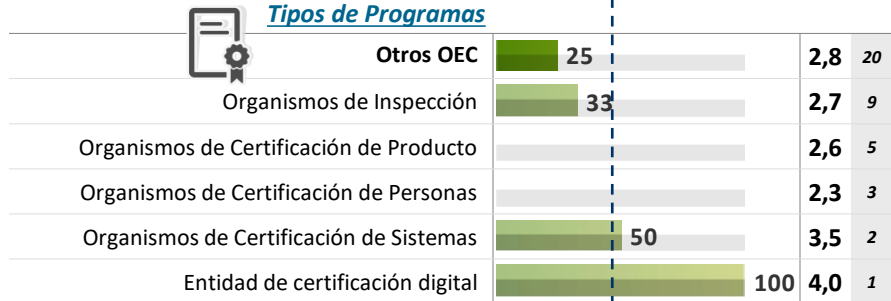 Tipos de Programas
Otros OEC 25 2,8 20
Organismos de Inspección 33 2,7 9
Organismos de Certificación de Producto 2,6 5
Organismos de Certificación de Personas 2,3 3
Organismos de Certificación de Sistemas 50 3,5 2
Entidad de certificación digital 100 4,0 1